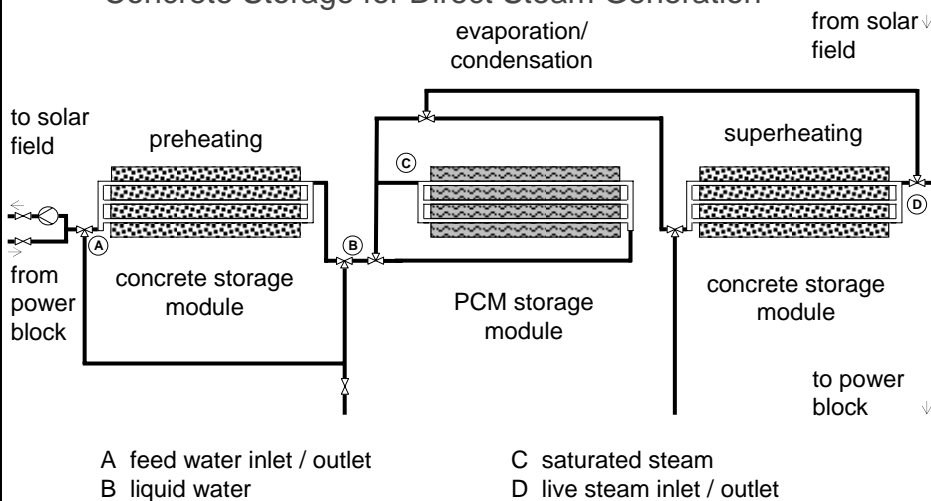 Concrete Storage for Direct Steam Generation
from solar
field
evaporation/
condensation
to solar
field
preheating
superheating
C
D
A
B
from
power
block
concrete storage
module
PCM storage
module
concrete storage
module
to power
block
A feed water inlet / outlet
B liquid water
C saturated steam
D live steam inlet / outlet